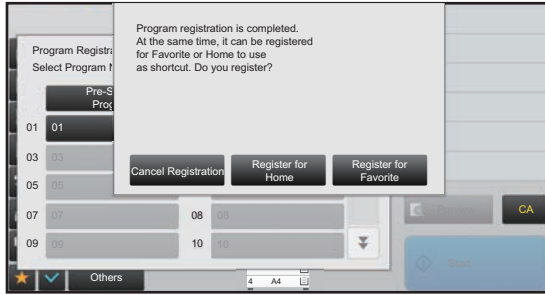 Program registration is completed.
At the same time, it can be registered
for Favorite or Home to use
as shortcut. Do you register?
Cancel Registration
Register for
Home
Register for
Favorite
Program Registra
Select Program
Pre-S
Prog
01 01
03 03
05 05
07 07 08 08
09 09 10 10
Preview
CA
Start
Others
4 A4